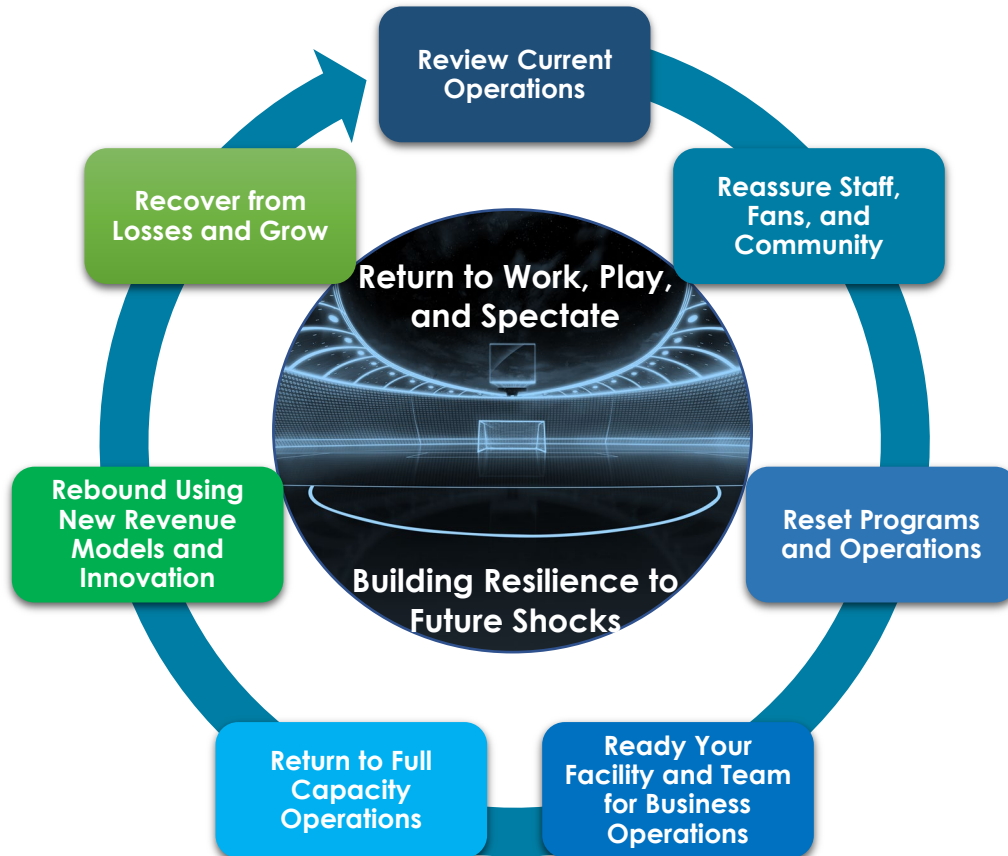 Review Current
Operations
Reassure Staff,
Fans, and
Community
Reset Programs
and Operations
Ready Your
Facility and Team
for Business
Operations
Return to Full
Capacity
Operations
Rebound Using
New Revenue
Models and
Innovation
Recover from
Losses and Grow
Return to Work, Play,
and Spectate
Building Resilience to
Future Shocks